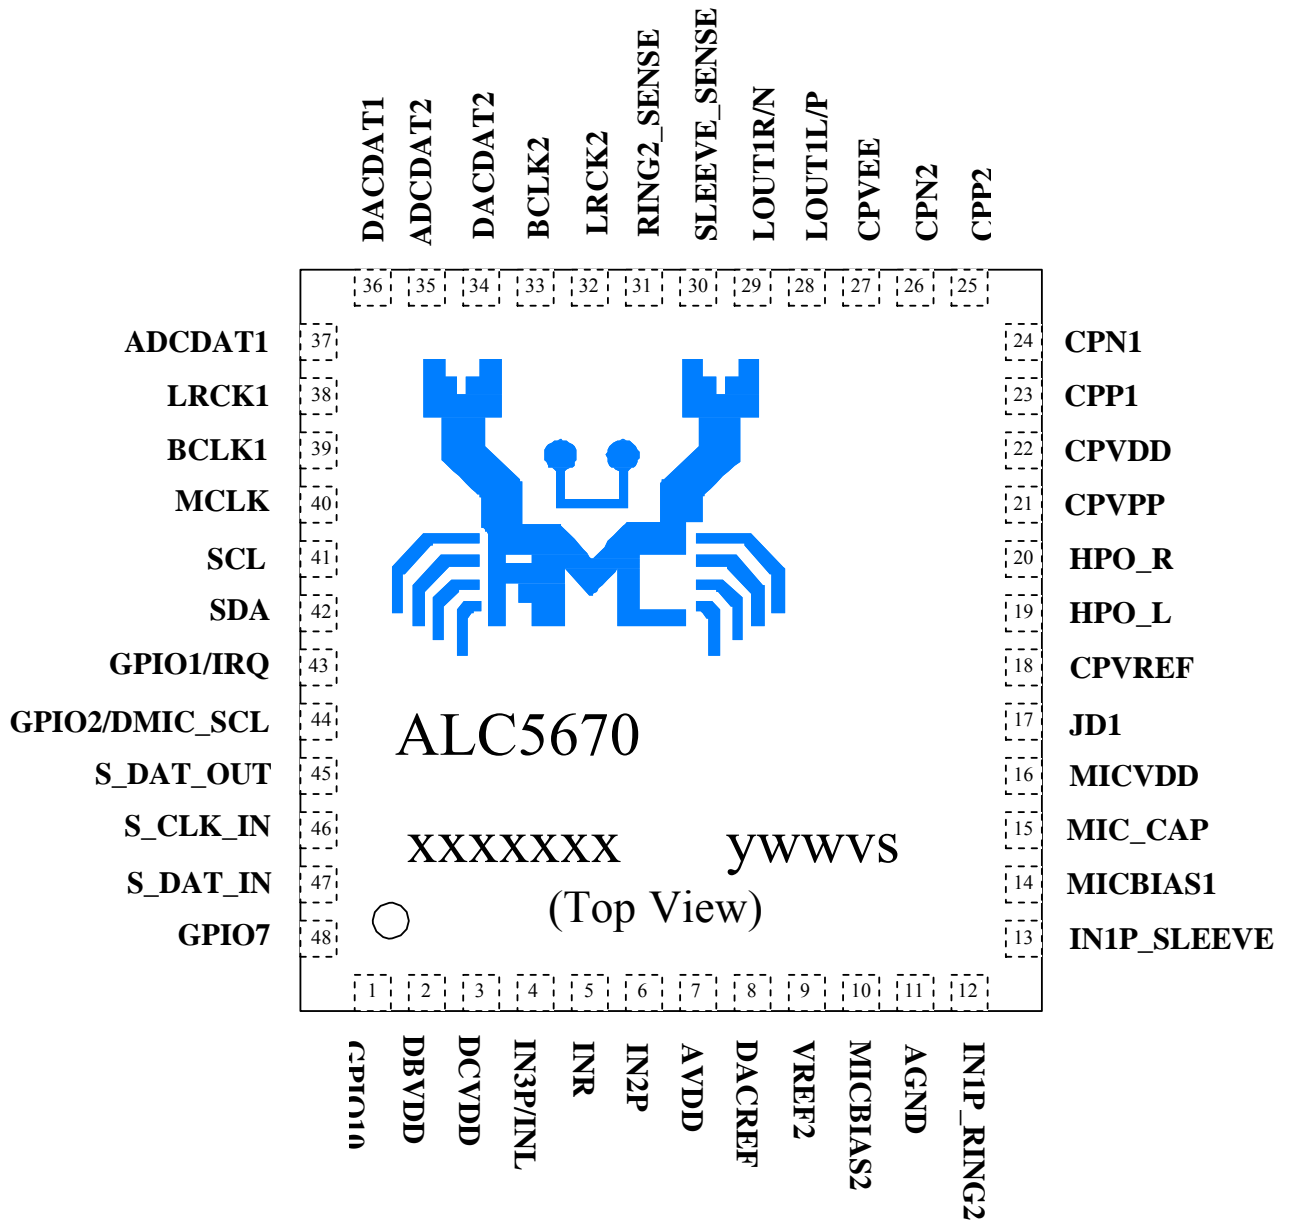 DACDAT1
ADCDAT2
DACDAT2
BCLK2
LRCK2
RING2_SENSE
SLEEVE_SENSE
LOUT1R/N
LOUT1L/P
CPVEE
CPN2
CPP2
36 35 34 33 32 31 30 29 28 27 26 25
ADCDAT1 37
LRCK1 38
BCLK1 39
MCLK 40
SCL 41
SDA 42
GPIO1/IRQ 43
GPIO2/DMIC_SCL 44
S_DAT_OUT 45
S_CLK_IN 46
S_DAT_IN 47
GPIO7 48
24 CPN1
23 CPP1
22 CPVDD
21 CPVPP
20 HPO_R
19 HPO_L
18 CPVREF
17 JD1
16 MICVDD
15 MIC_CAP
14 MICBIAS1
13 IN1P_SLEEVE
ALC5670
xxxxxxx ywwvs
(Top View)
1 2 3 4 5 6 7 8 9 10 11 12
GPIO10
DBVDD
DCVDD
IN3P/INL
INR
IN2P
AVDD
DACREF
VREF2
MICBIAS2
AGND
IN1P_RING2